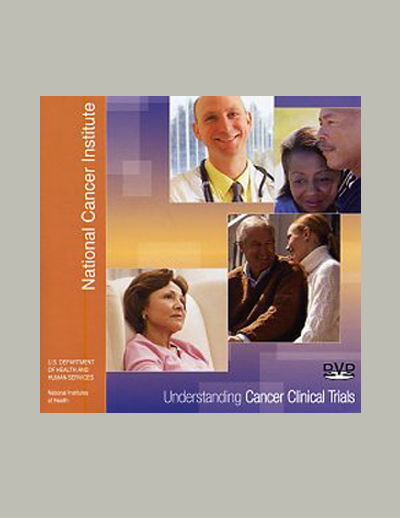 National Cancer Institute
U.S. DEPARTMENT
OF HEALTH AND
HUMAN SERVICES
National Institutes
of Health
DVD
Understanding Cancer Clinical Trials